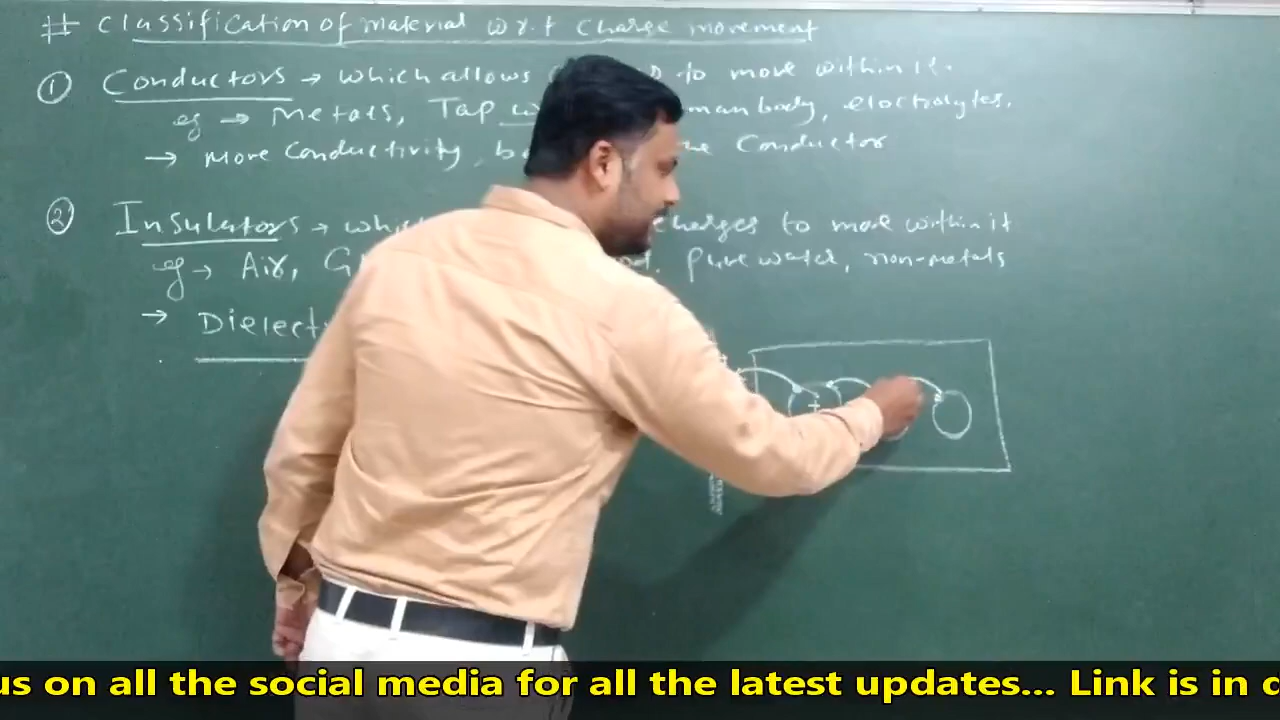 # Classification of material w.r.t charge movement
① Conductors → which allows to move within it.
eg → Metals, Tap man body, electrolytes.
→ More Conductivity, Conductor
② Insulators → charges to move within it
eg → Air, pure water, non-metals
→ Dielect
+
us on all the social media for all the latest updates... Link is in